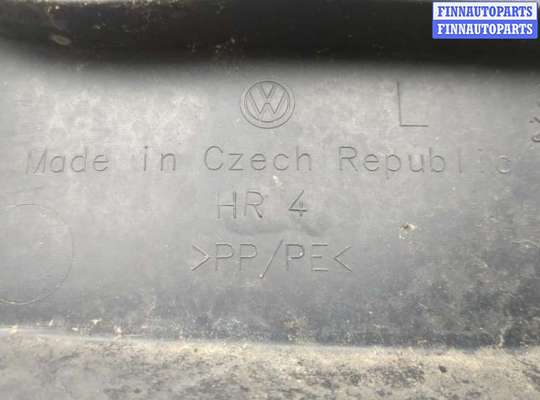 FINNAUTOPARTS
FINNAUTOPARTS
L
Made in Czech Republic
HR 4
>PP/PE<